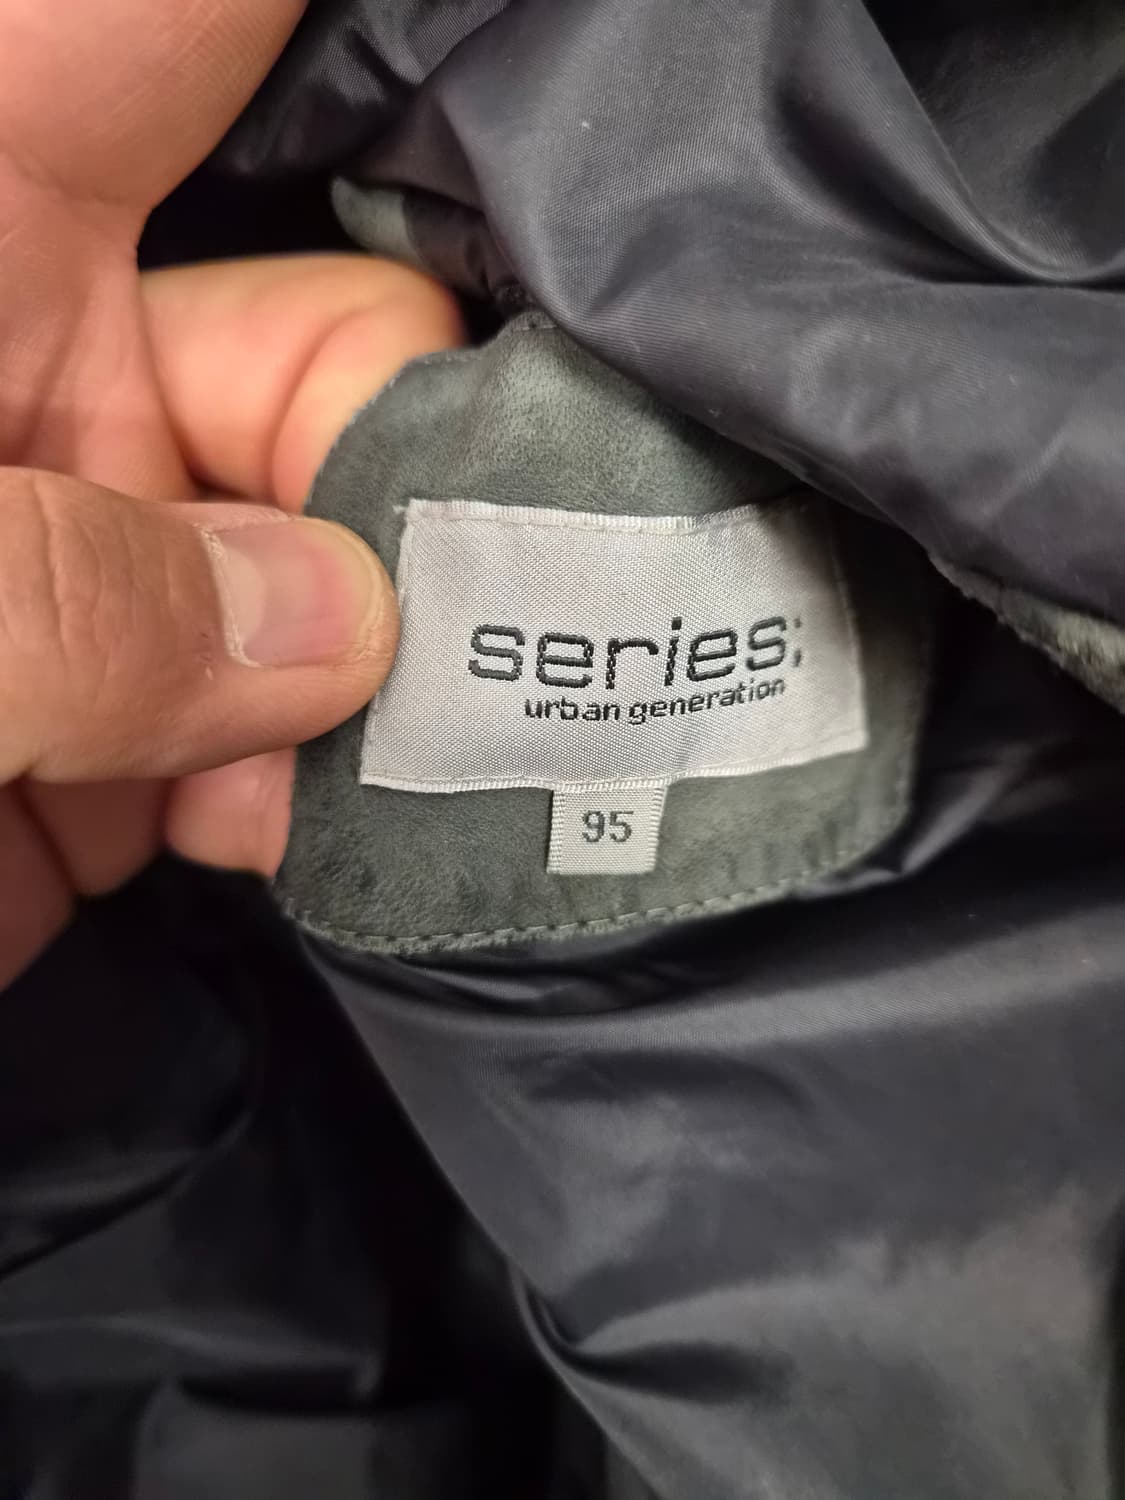 series;
urban generation
95